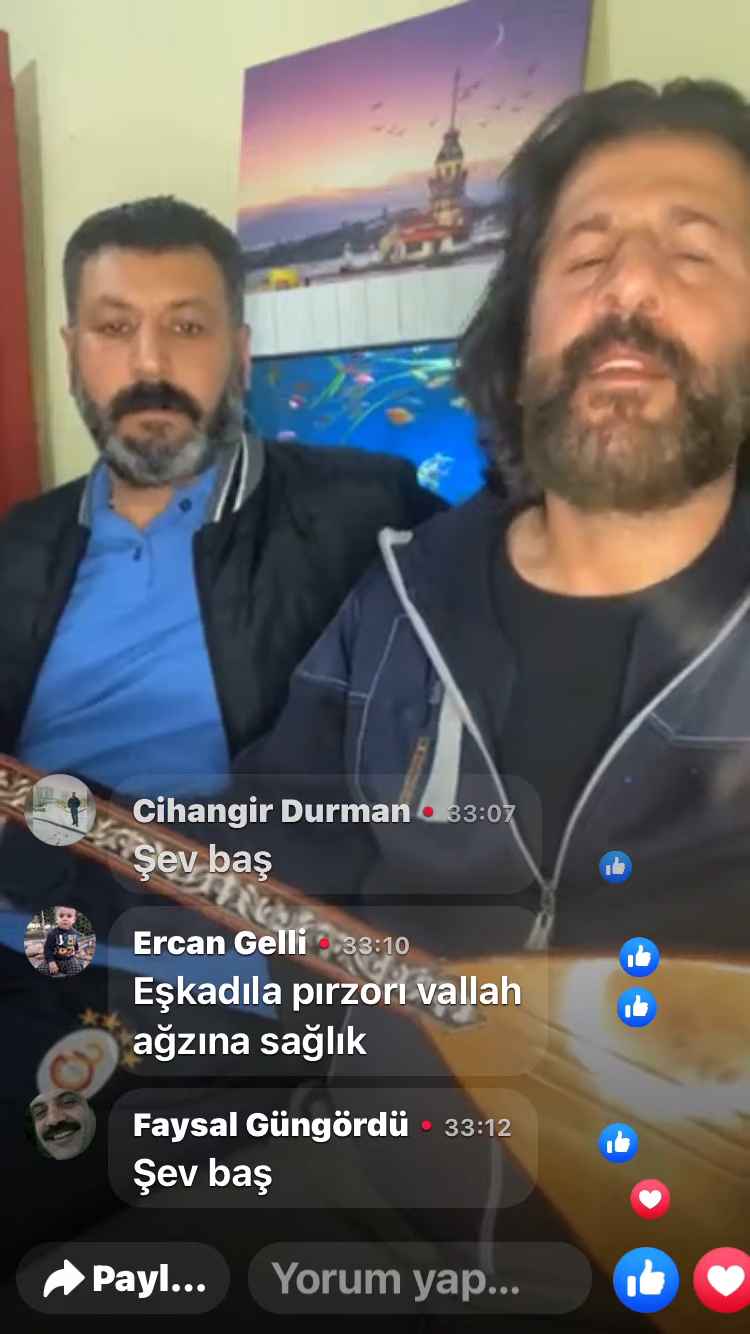 Cihangir Durman • 33:07
Şev baş
Ercan Gelli • 33:10
Eşkadıla pırzorı vallah
ağzına sağlık
Faysal Güngördü • 33:12
Şev baş
Payl...
Yorum yap...